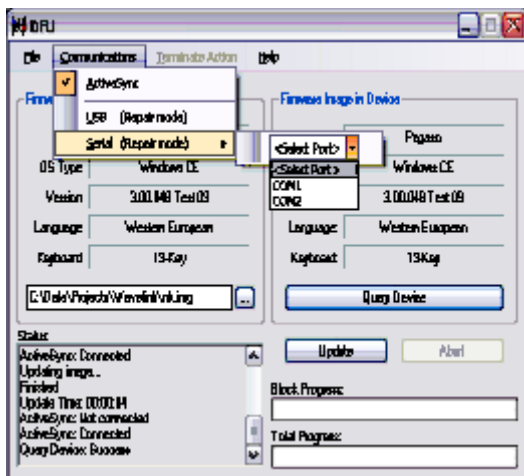 DFU
File Communications Terminate Action Help
ActiveSync
USB (Repair mode)
Serial (Repair mode)
<Select Port>
<Select Port>
COM1
COM2
Firmware Image in Device
Pegaso
OS Type Windows CE Windows CE
Version 3.00.048 Test 09 3.00.048 Test 09
Language Western European Language: Western European
Keyboard 13-Key Keyboard: 13-Key
...
Query Device
Status:
ActiveSync: Connected
Updating image...
Finished
Update Time: 00:00:14
ActiveSync: Not connected
ActiveSync: Connected
Query Device: Success
Update Abort
Block Progress:
Total Progress: